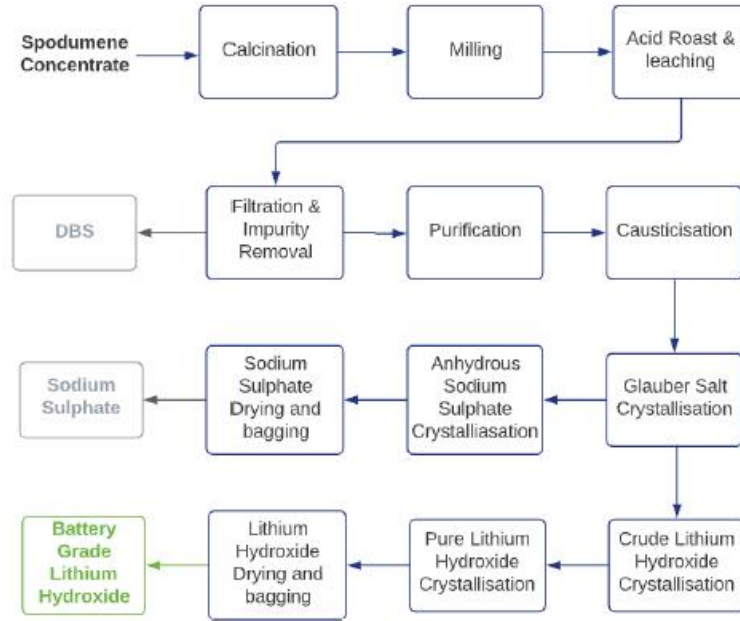 Spodumene
Concentrate
Calcination
Milling
Acid Roast &
leaching
DBS
Filtration &
Impurity
Removal
Purification
Causticisation
Sodium
Sulphate
Sodium
Sulphate
Drying and
bagging
Anhydrous
Sodium
Sulphate
Crystalliasation
Glauber Salt
Crystallisation
Battery
Grade
Lithium
Hydroxide
Lithium
Hydroxide
Drying and
bagging
Pure Lithium
Hydroxide
Crystallisation
Crude Lithium
Hydroxide
Crystallisation